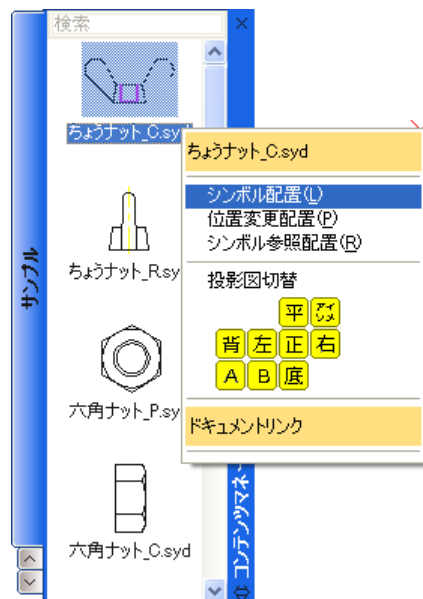 検索
ちょうナット_C.sy
ちょうナット_C.syd
シンボル配置(L)
位置変更配置(P)
シンボル参照配置(R)
投影図切替
平 アイソメ
背 左 正 右
A B 底
ドキュメントリンク
ちょうナット_R.sy
六角ナット_P.sy
六角ナット_C.syd
サンプル
コンテンツマネ